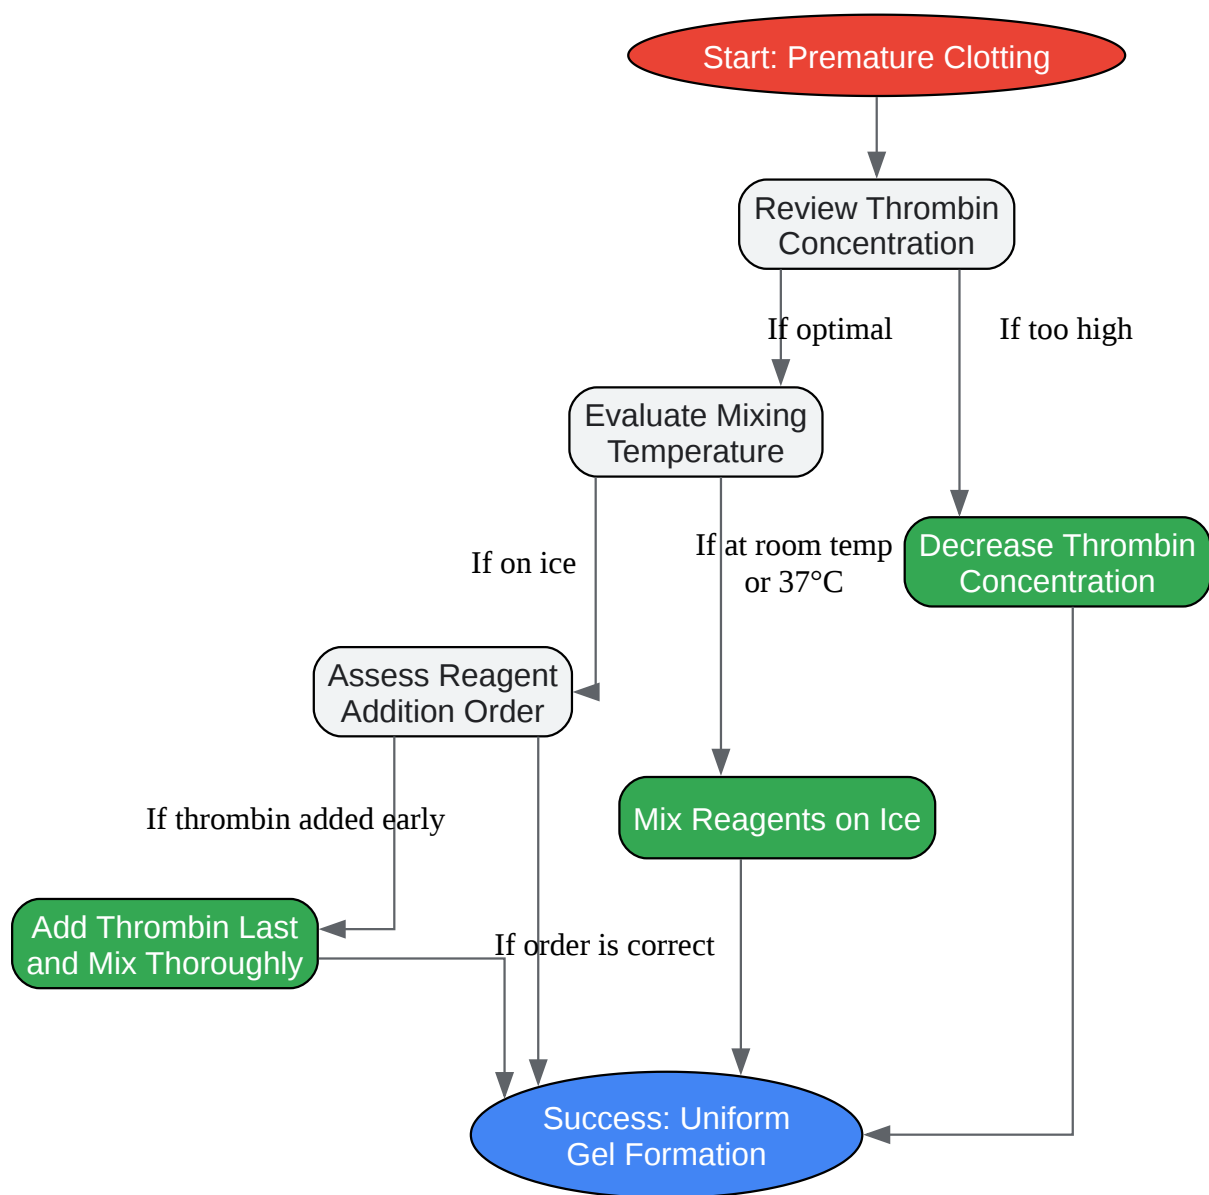 Start: Premature Clotting
Review Thrombin
Concentration
If optimal
If too high
Evaluate Mixing
Temperature
If on ice
If at room temp
or 37°C
Decrease Thrombin
Concentration
Assess Reagent
Addition Order
If thrombin added early
Mix Reagents on Ice
Add Thrombin Last
and Mix Thoroughly
If order is correct
Success: Uniform
Gel Formation